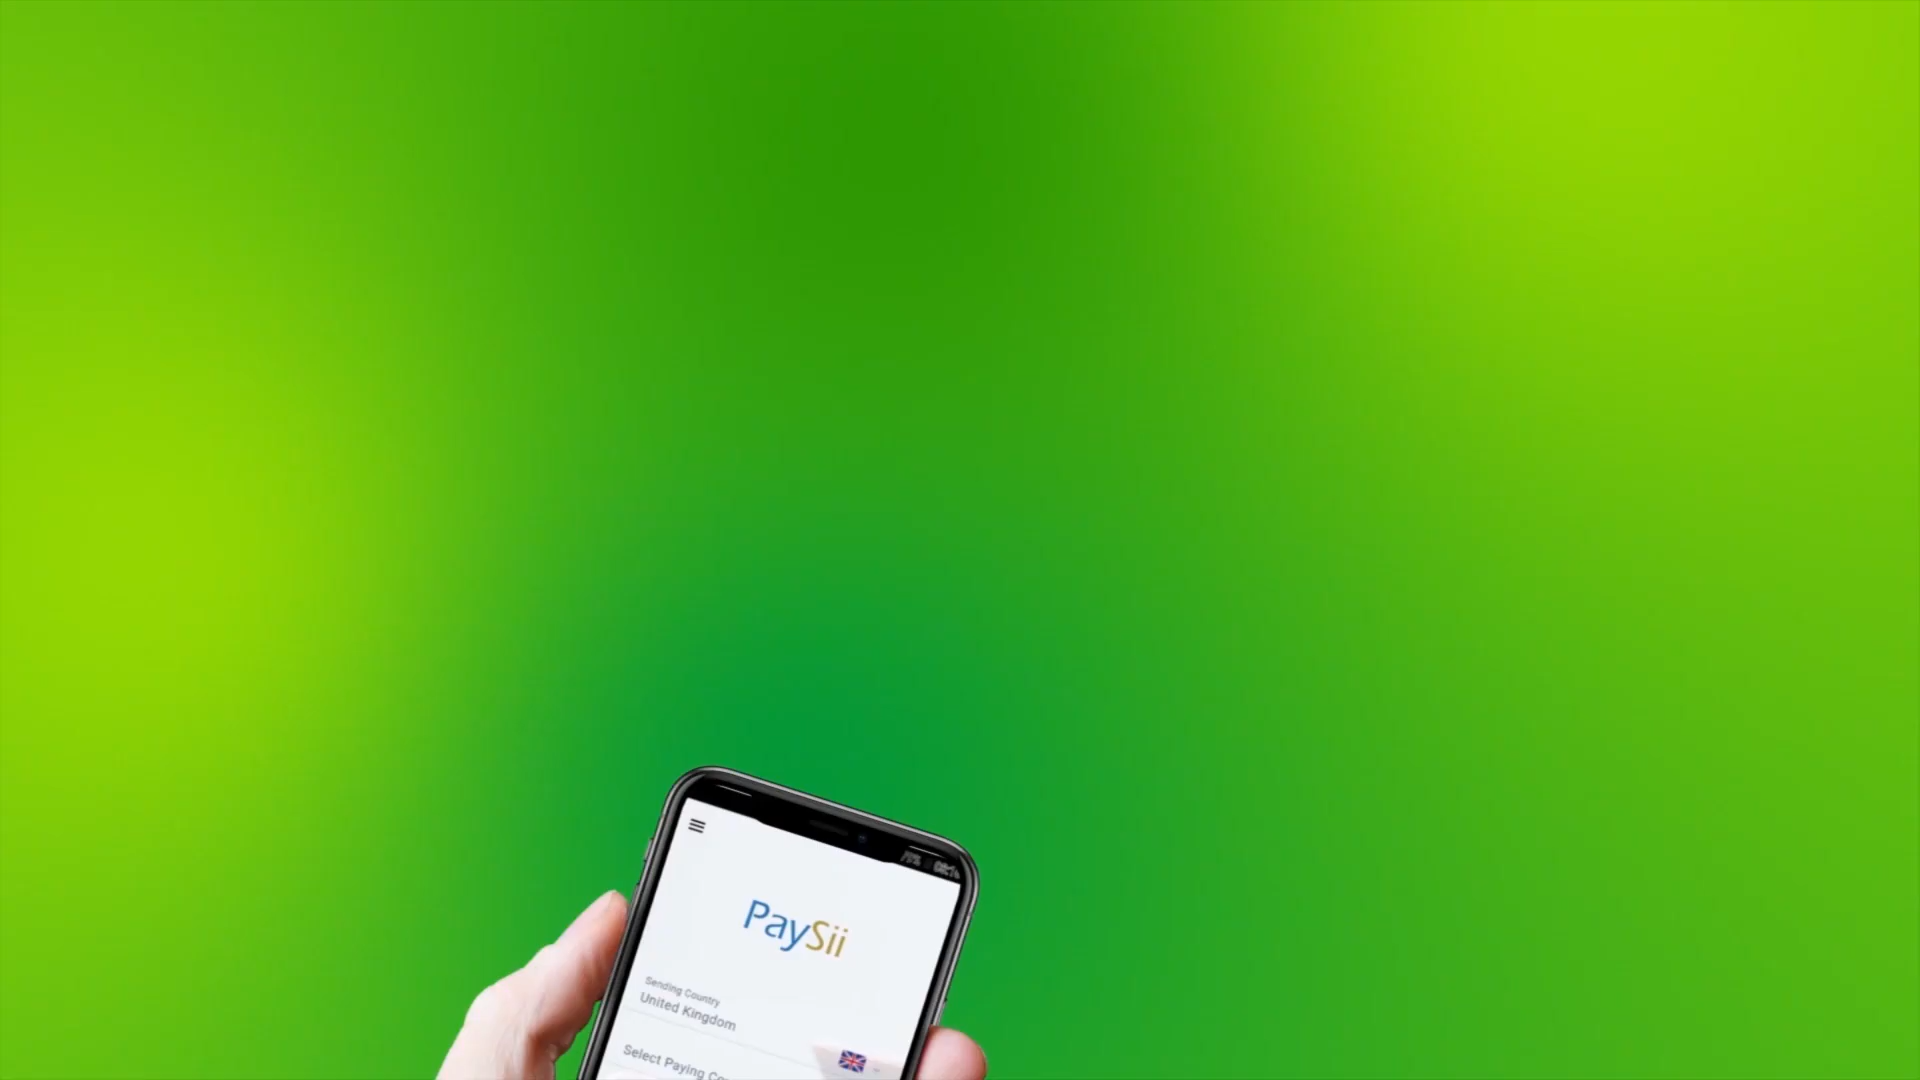 PaySii
Sending Country
United Kingdom
Select Paying